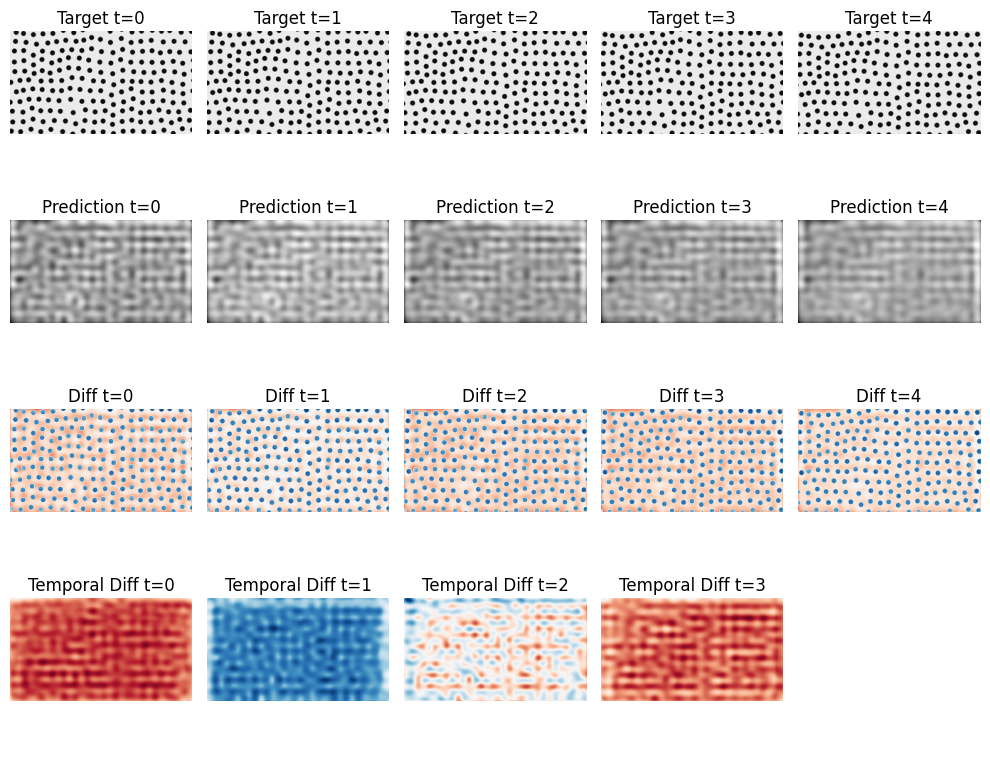 Target t=0 Target t=1 Target t=2 Target t=3 Target t=4
Prediction t=0 Prediction t=1 Prediction t=2 Prediction t=3 Prediction t=4
Diff t=0 Diff t=1 Diff t=2 Diff t=3 Diff t=4
Temporal Diff t=0 Temporal Diff t=1 Temporal Diff t=2 Temporal Diff t=3